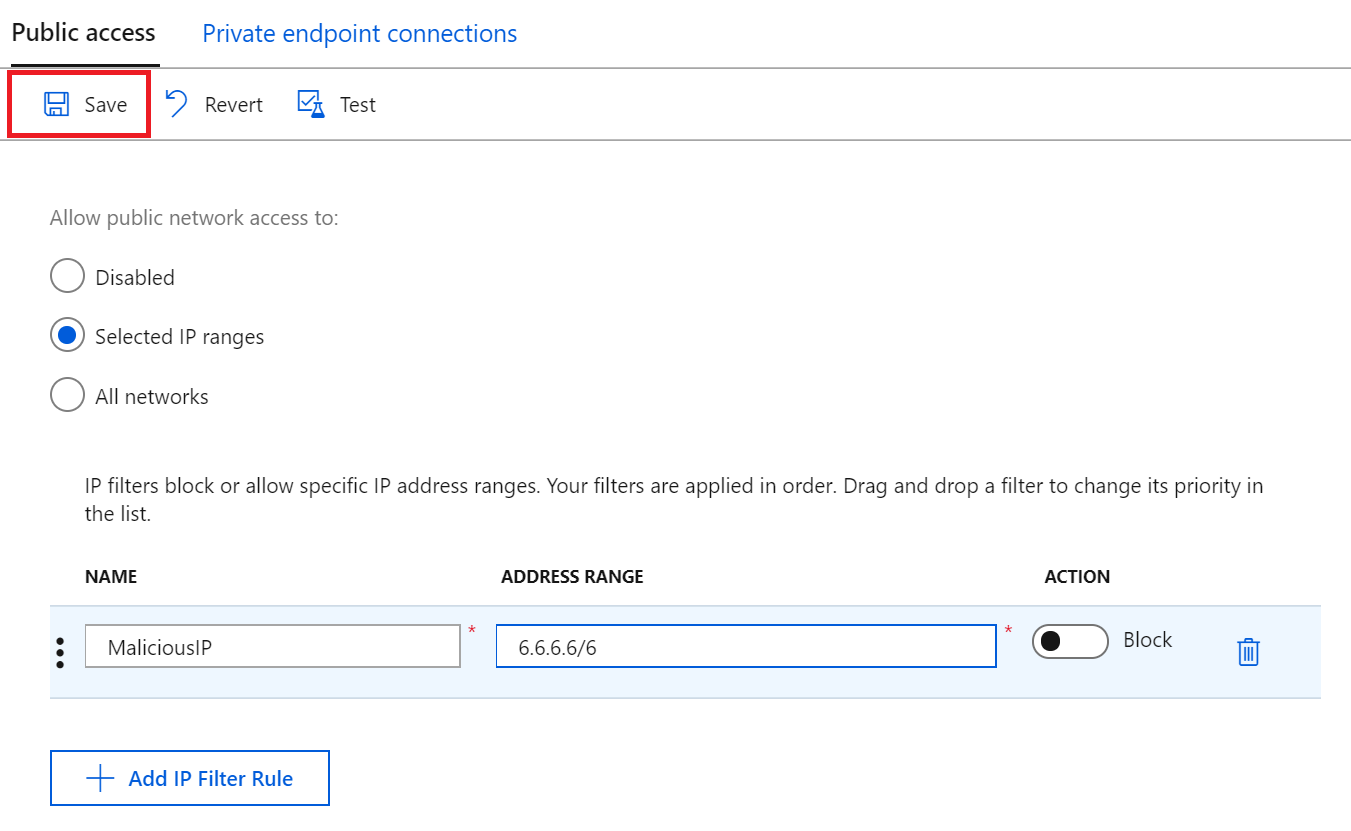 Public access Private endpoint connections
Save Revert Test
Allow public network access to:
Disabled
Selected IP ranges
All networks
IP filters block or allow specific IP address ranges. Your filters are applied in order. Drag and drop a filter to change its priority in
the list.
NAME ADDRESS RANGE ACTION
MaliciousIP * 6.6.6.6/6 * Block
Add IP Filter Rule